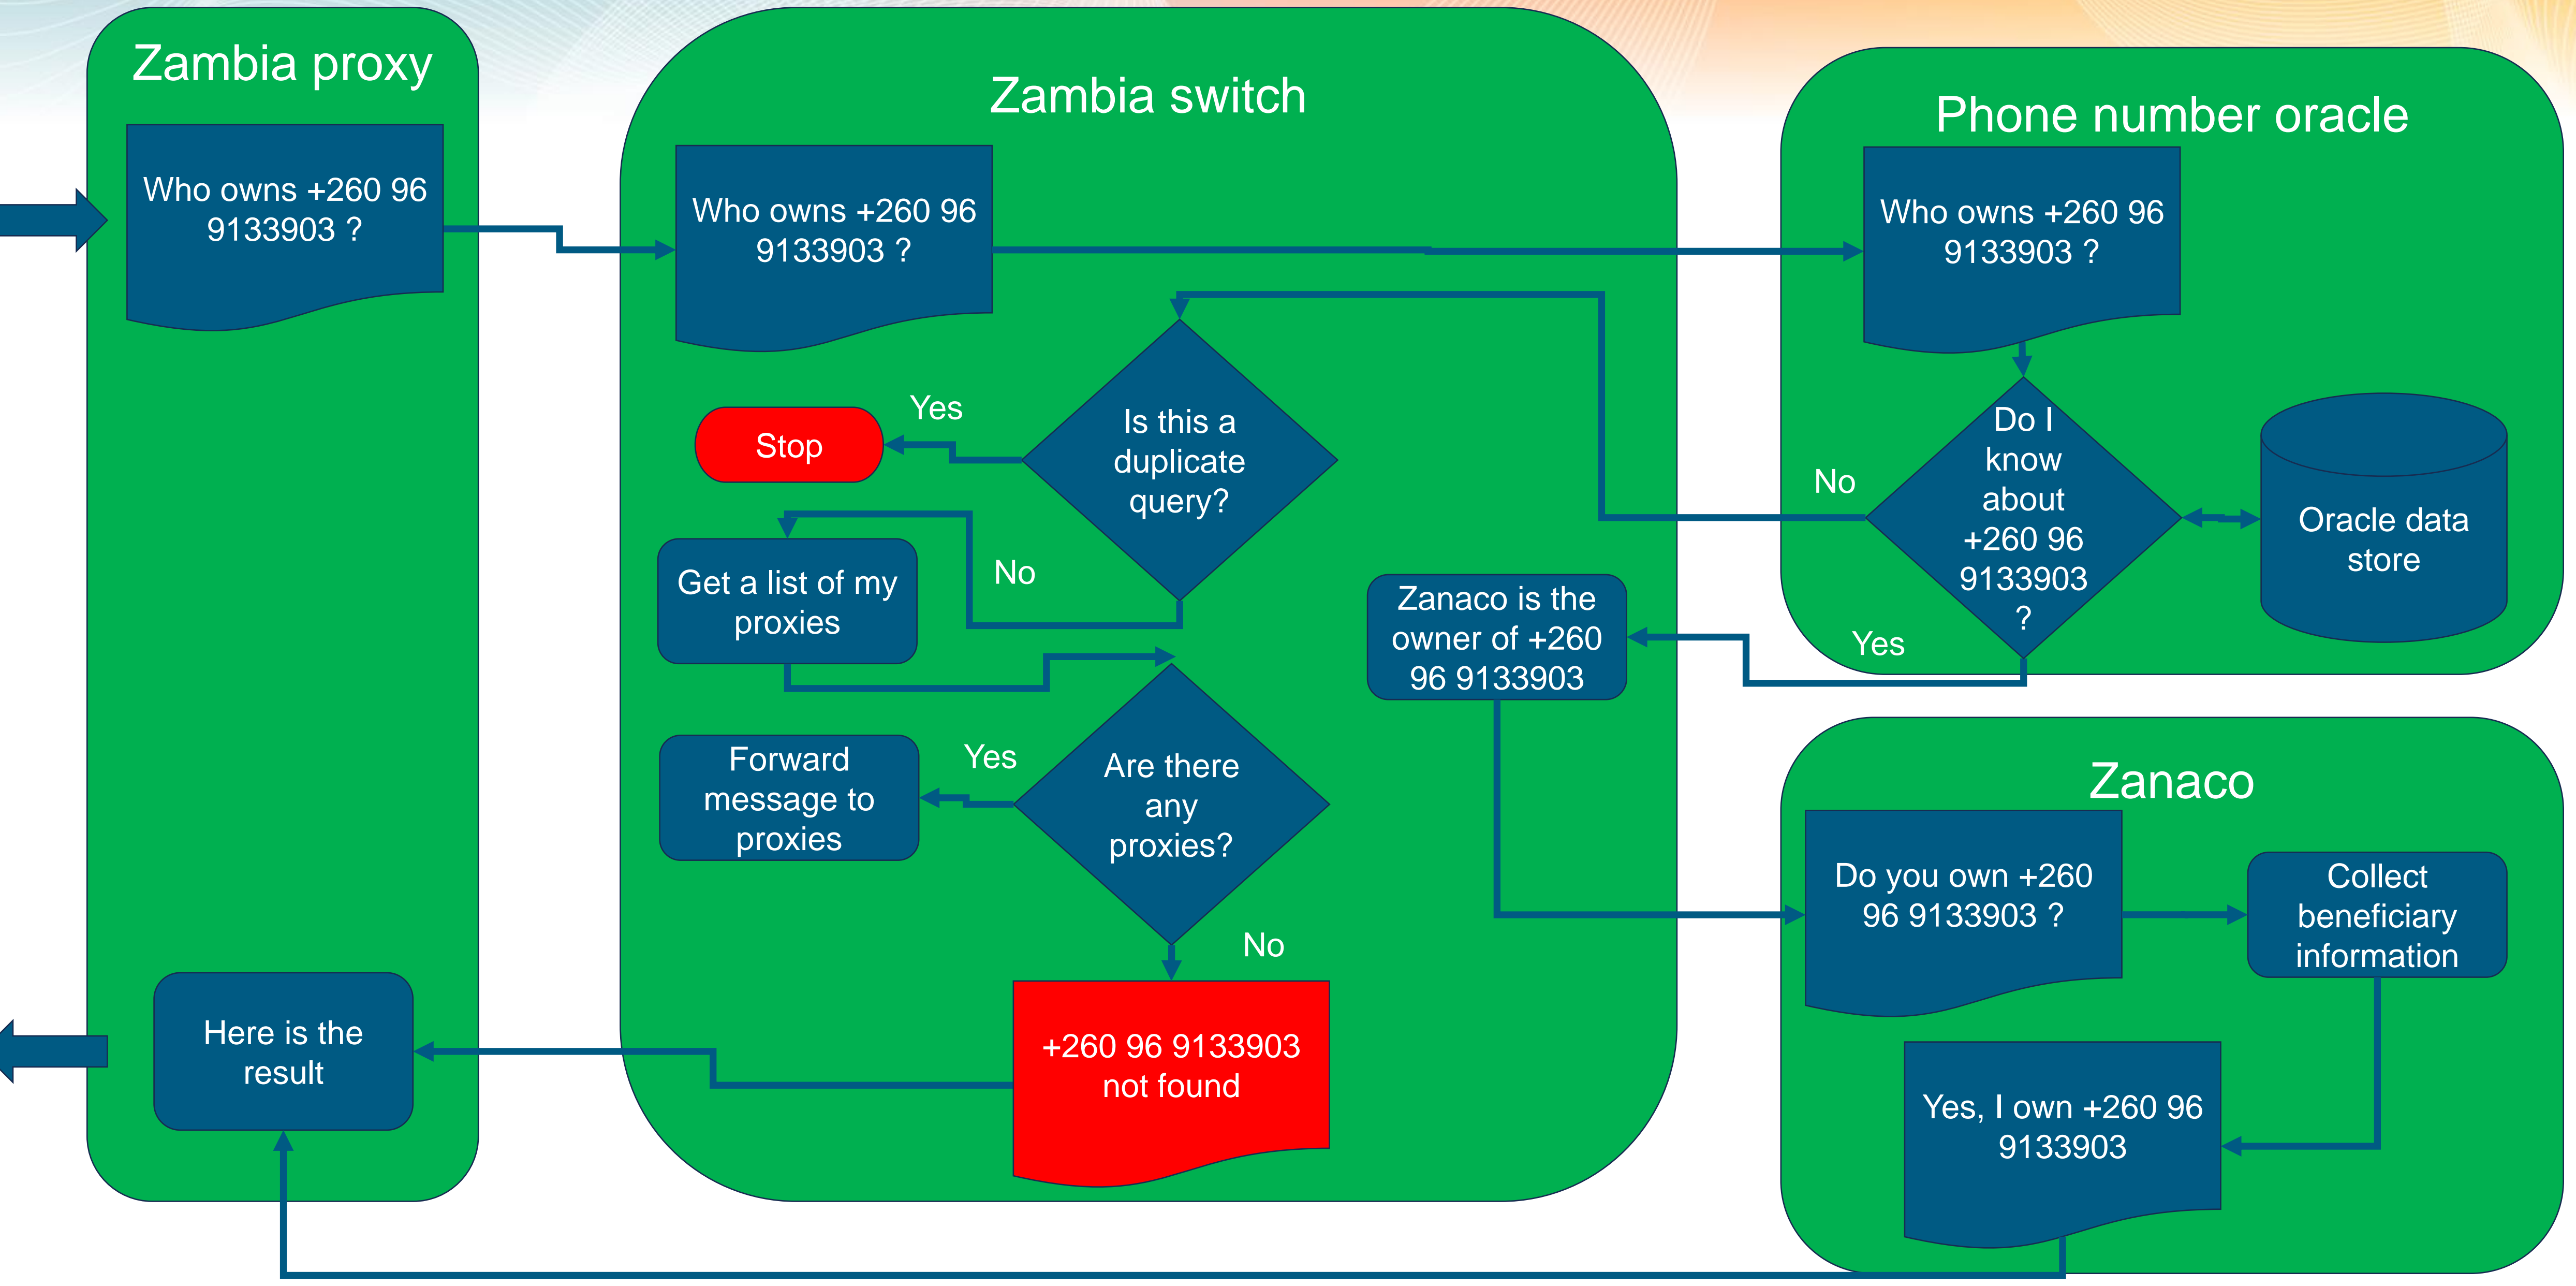 Zambia proxy
Who owns +260 96
9133903 ?
Here is the
result
Zambia switch
Who owns +260 96
9133903 ?
Is this a
duplicate
query?
Yes
Stop
No
Get a list of my
proxies
Are there
any
proxies?
Yes
Forward
message to
proxies
No
+260 96 9133903
not found
Zanaco is the
owner of +260
96 9133903
Phone number oracle
Who owns +260 96
9133903 ?
Do I
know
about
+260 96
9133903
?
No
Yes
Oracle data
store
Zanaco
Do you own +260
96 9133903 ?
Collect
beneficiary
information
Yes, I own +260 96
9133903